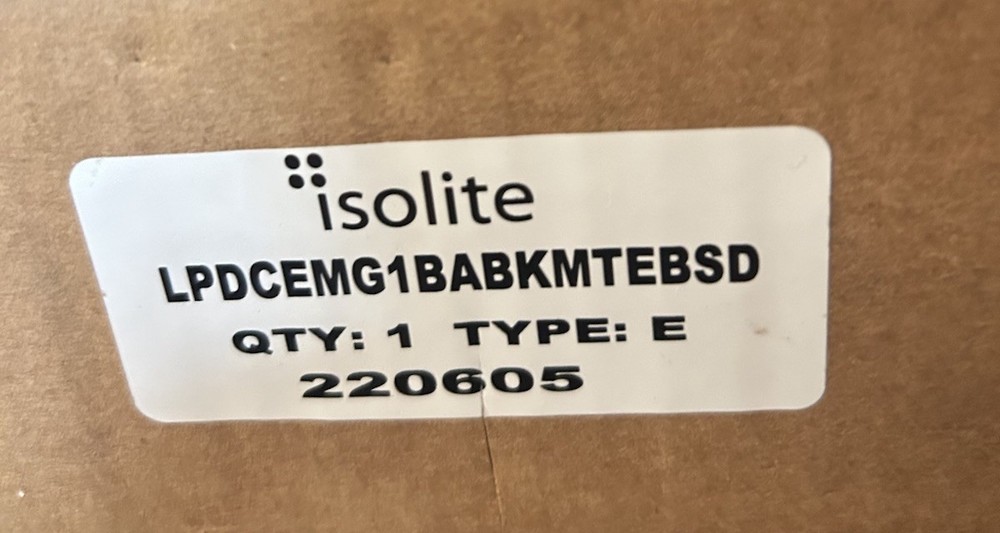 isolite
LPDCEMG1BABKMTEBSD
QTY: 1 TYPE: E
220605